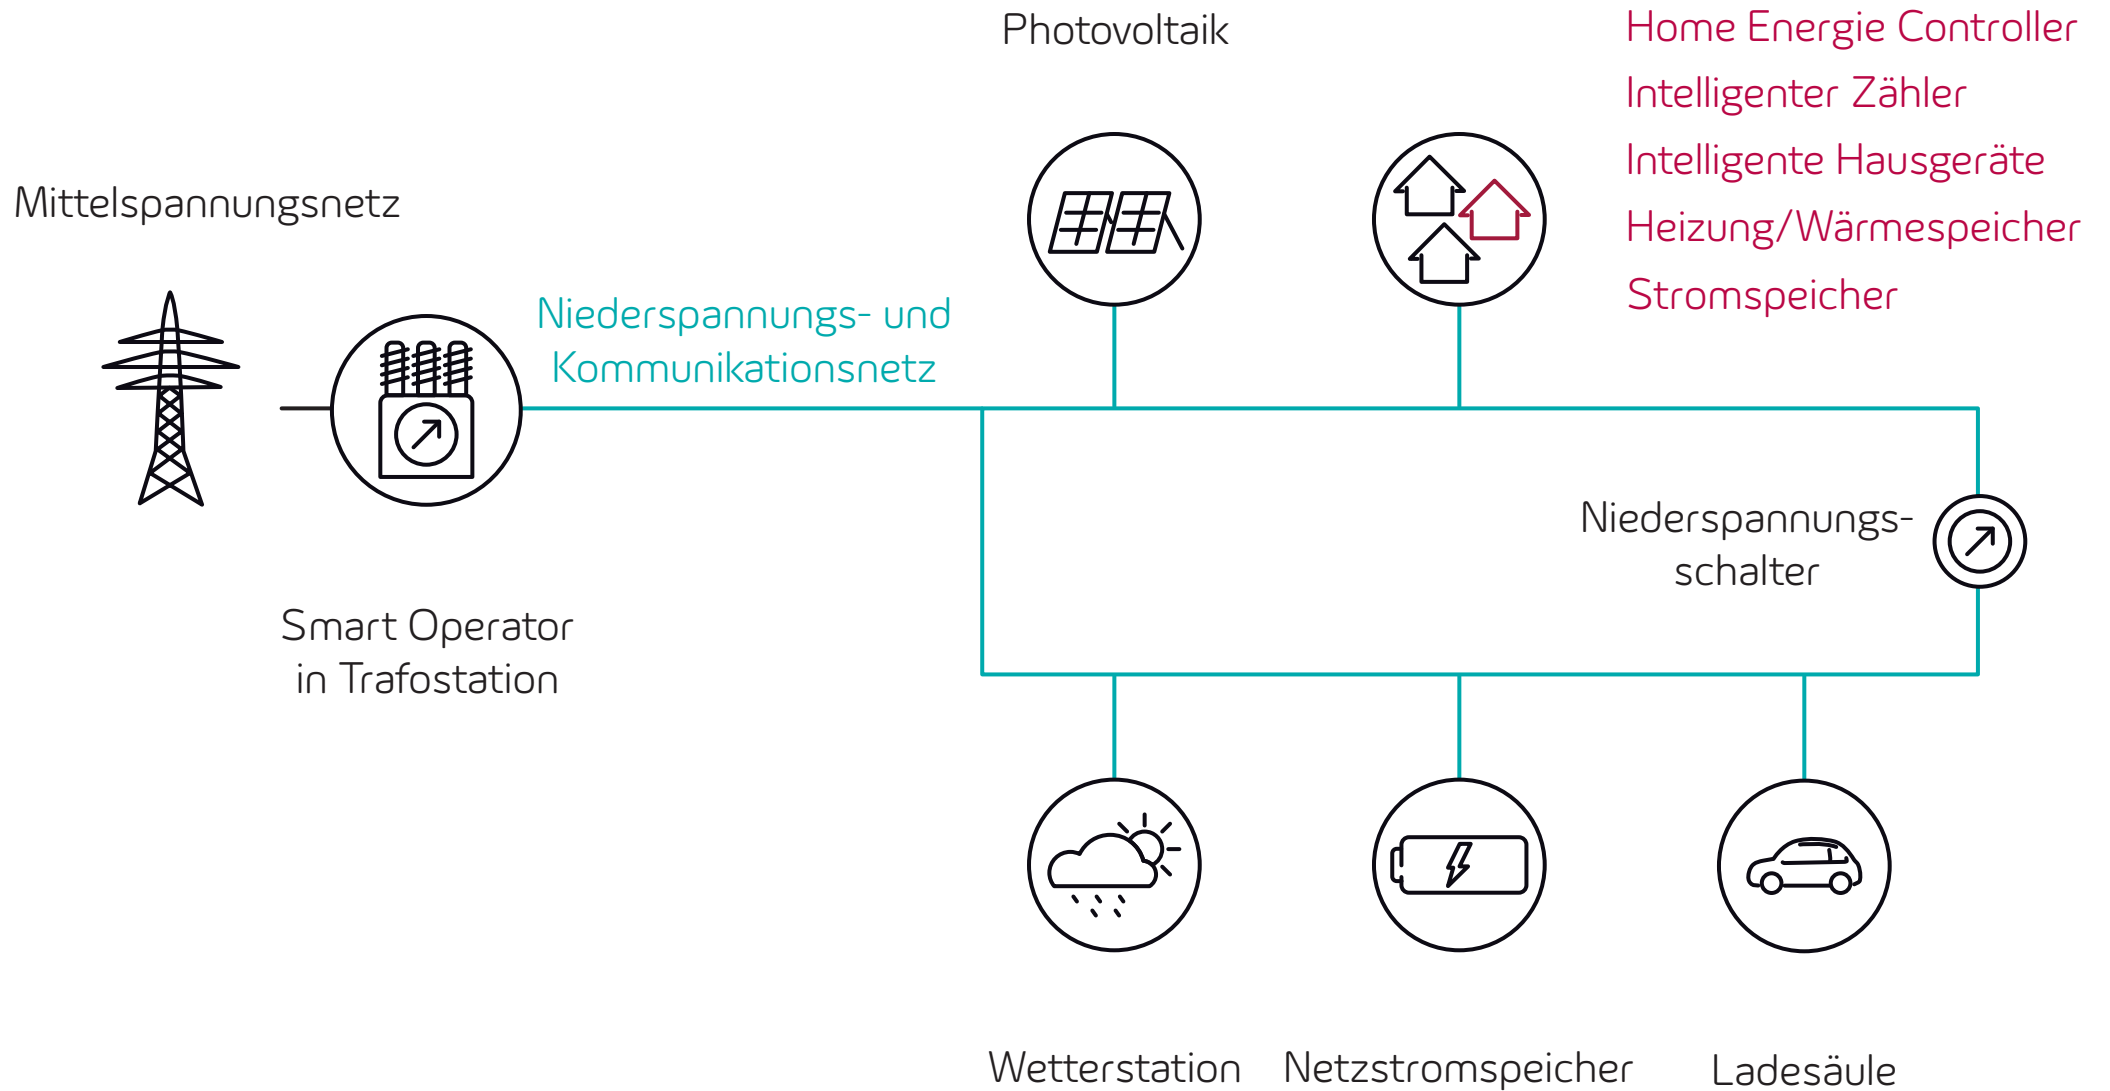 Photovoltaik
Home Energie Controller
Intelligenter Zähler
Intelligente Hausgeräte
Heizung/Wärmespeicher
Stromspeicher
Mittelspannungsnetz
Niederspannungs- und
Kommunikationsnetz
Niederspannungs-
schalter
Smart Operator
in Trafostation
Wetterstation
Netzstromspeicher
Ladesäule